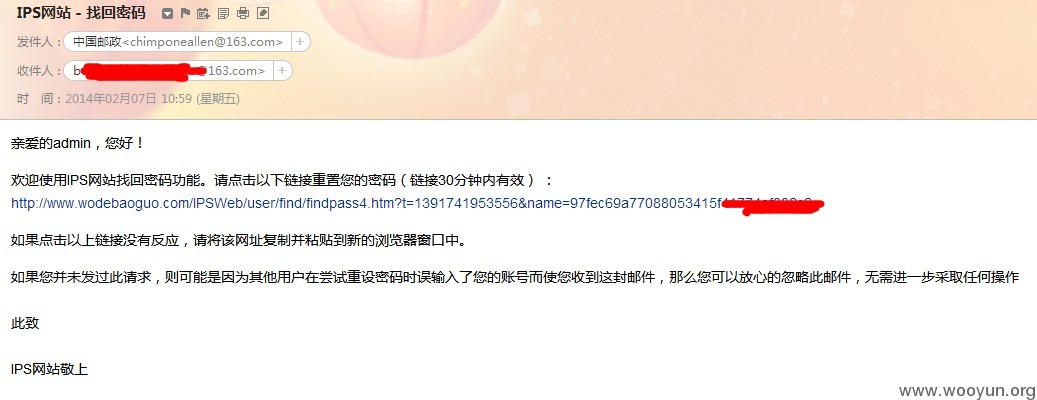 IPS网站 - 找回密码
发件人：中国邮政<chimponeallen@163.com> +
收件人：b @163.com> +
时 间：2014年02月07日 10:59 (星期五)
亲爱的admin，您好！
欢迎使用IPS网站找回密码功能。请点击以下链接重置您的密码（链接30分钟内有效）：
http://www.wodebaoguo.com/IPSWeb/user/find/findpass4.htm?t=1391741953556&name=97fec69a77088053415f
如果点击以上链接没有反应，请将该网址复制并粘贴到新的浏览器窗口中。
如果您并未发过此请求，则可能是因为其他用户在尝试重设密码时误输入了您的账号而使您收到这封邮件，那么您可以放心的忽略此邮件，无需进一步采取任何操作
此致
IPS网站敬上
www.wooyun.org